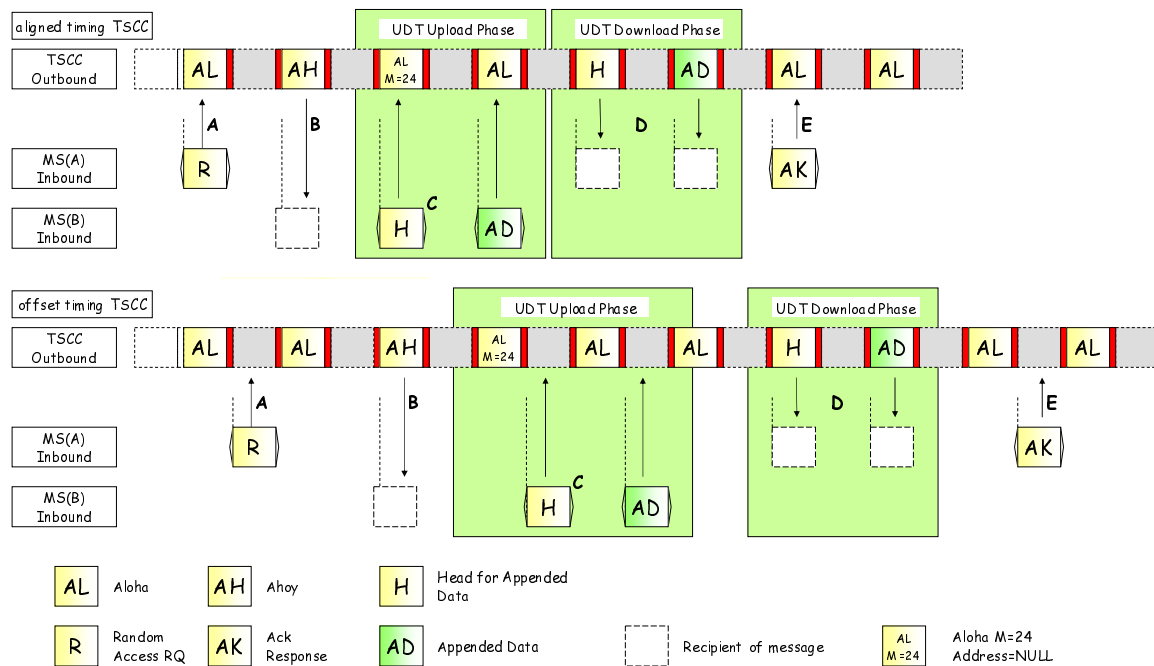 aligned timing TSCC
UDT Upload Phase
UDT Download Phase
TSCC
Outbound
AL
AH
AL
M=24
AL
H
AD
AL
AL
A
B
D
E
MS(A)
Inbound
R
AK
C
MS(B)
Inbound
H
AD
offset timing TSCC
UDT Upload Phase
UDT Download Phase
TSCC
Outbound
AL
AL
AH
AL
M=24
AL
AL
H
AD
AL
AL
A
B
D
E
MS(A)
Inbound
R
AK
C
MS(B)
Inbound
H
AD
AL
Aloha
AH
Ahoy
H
Head for Appended
Data
R
Random
Access RQ
AK
Ack
Response
AD
Appended Data
Recipient of message
AL
M=24
Aloha M=24
Address=NULL